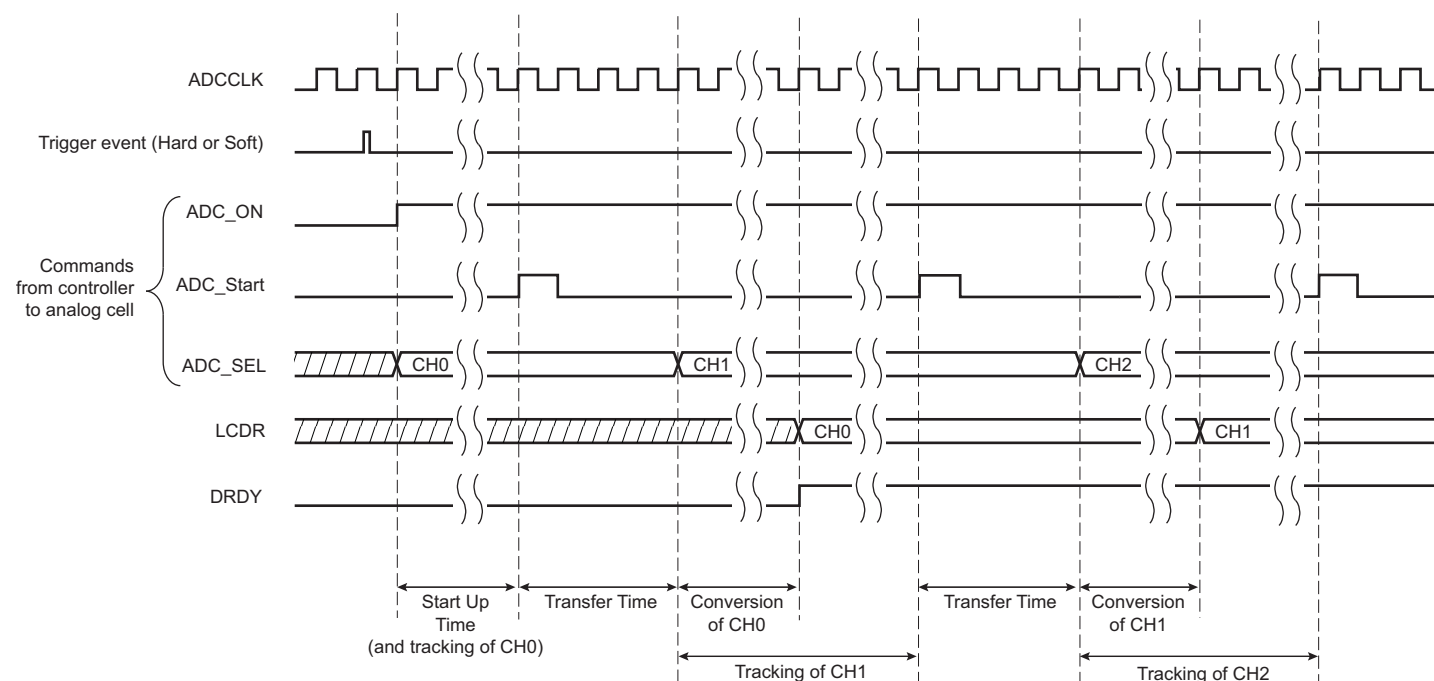 ADCCLK
Trigger event (Hard or Soft)
ADC_ON
Commands
from controller
to analog cell
ADC_Start
ADC_SEL
CH0
CH1
CH2
LCDR
CH0
CH1
DRDY
Start Up
Time
(and tracking of CH0)
Transfer Time
Conversion
of CH0
Transfer Time
Conversion
of CH1
Tracking of CH1
Tracking of CH2